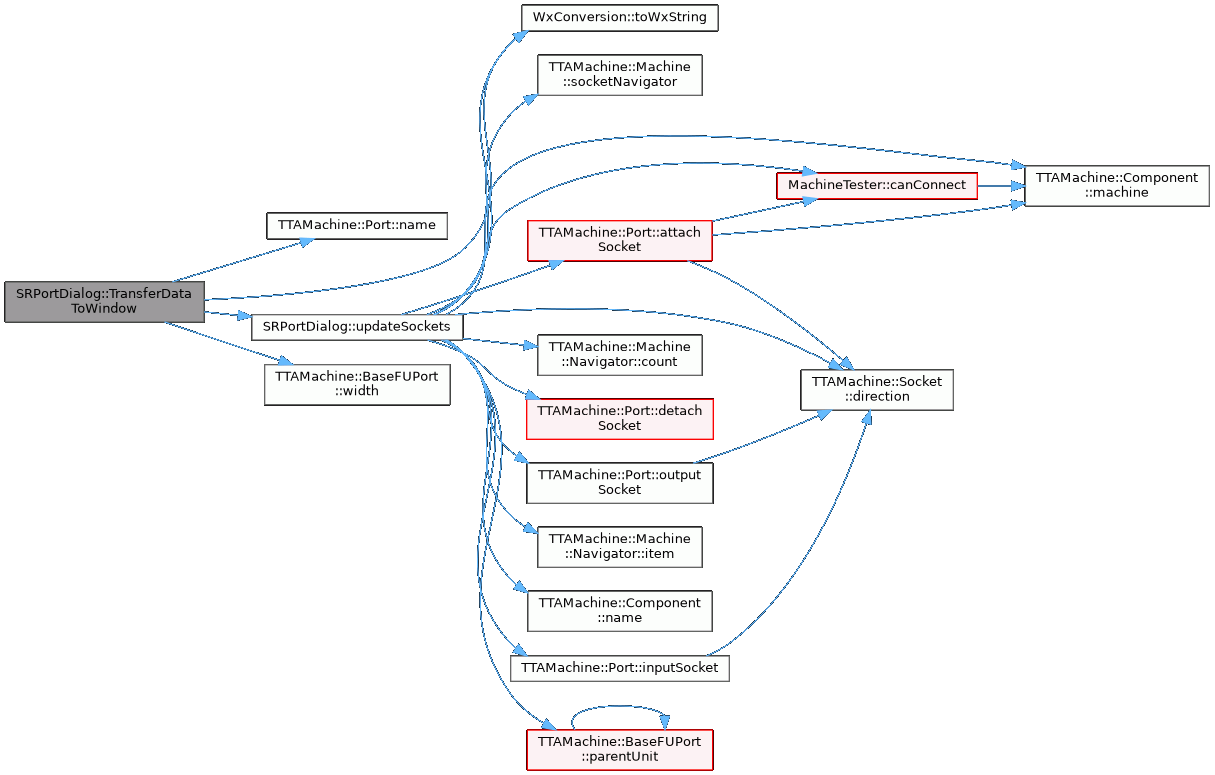 WxConversion::toWxString
TTAMachine::Machine
::socketNavigator
TTAMachine::Component
::machine
MachineTester::canConnect
TTAMachine::Port::name
TTAMachine::Port::attach
Socket
SRPortDialog::TransferData
ToWindow
SRPortDialog::updateSockets
TTAMachine::Machine
::Navigator::count
TTAMachine::BaseFUPort
::width
TTAMachine::Socket
::direction
TTAMachine::Port::detach
Socket
TTAMachine::Port::output
Socket
TTAMachine::Machine
::Navigator::item
TTAMachine::Component
::name
TTAMachine::Port::inputSocket
TTAMachine::BaseFUPort
::parentUnit